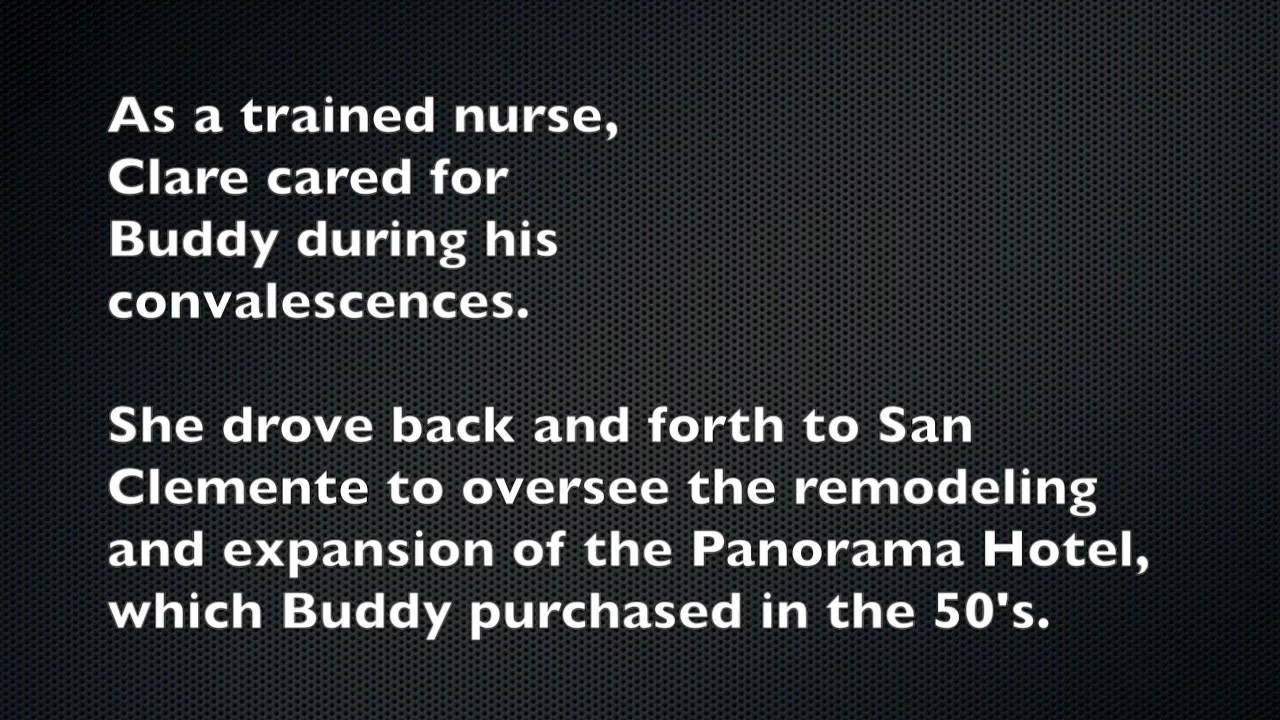 As a trained nurse,
Clare cared for
Buddy during his
convalescences.
She drove back and forth to San
Clemente to oversee the remodeling
and expansion of the Panorama Hotel,
which Buddy purchased in the 50's.